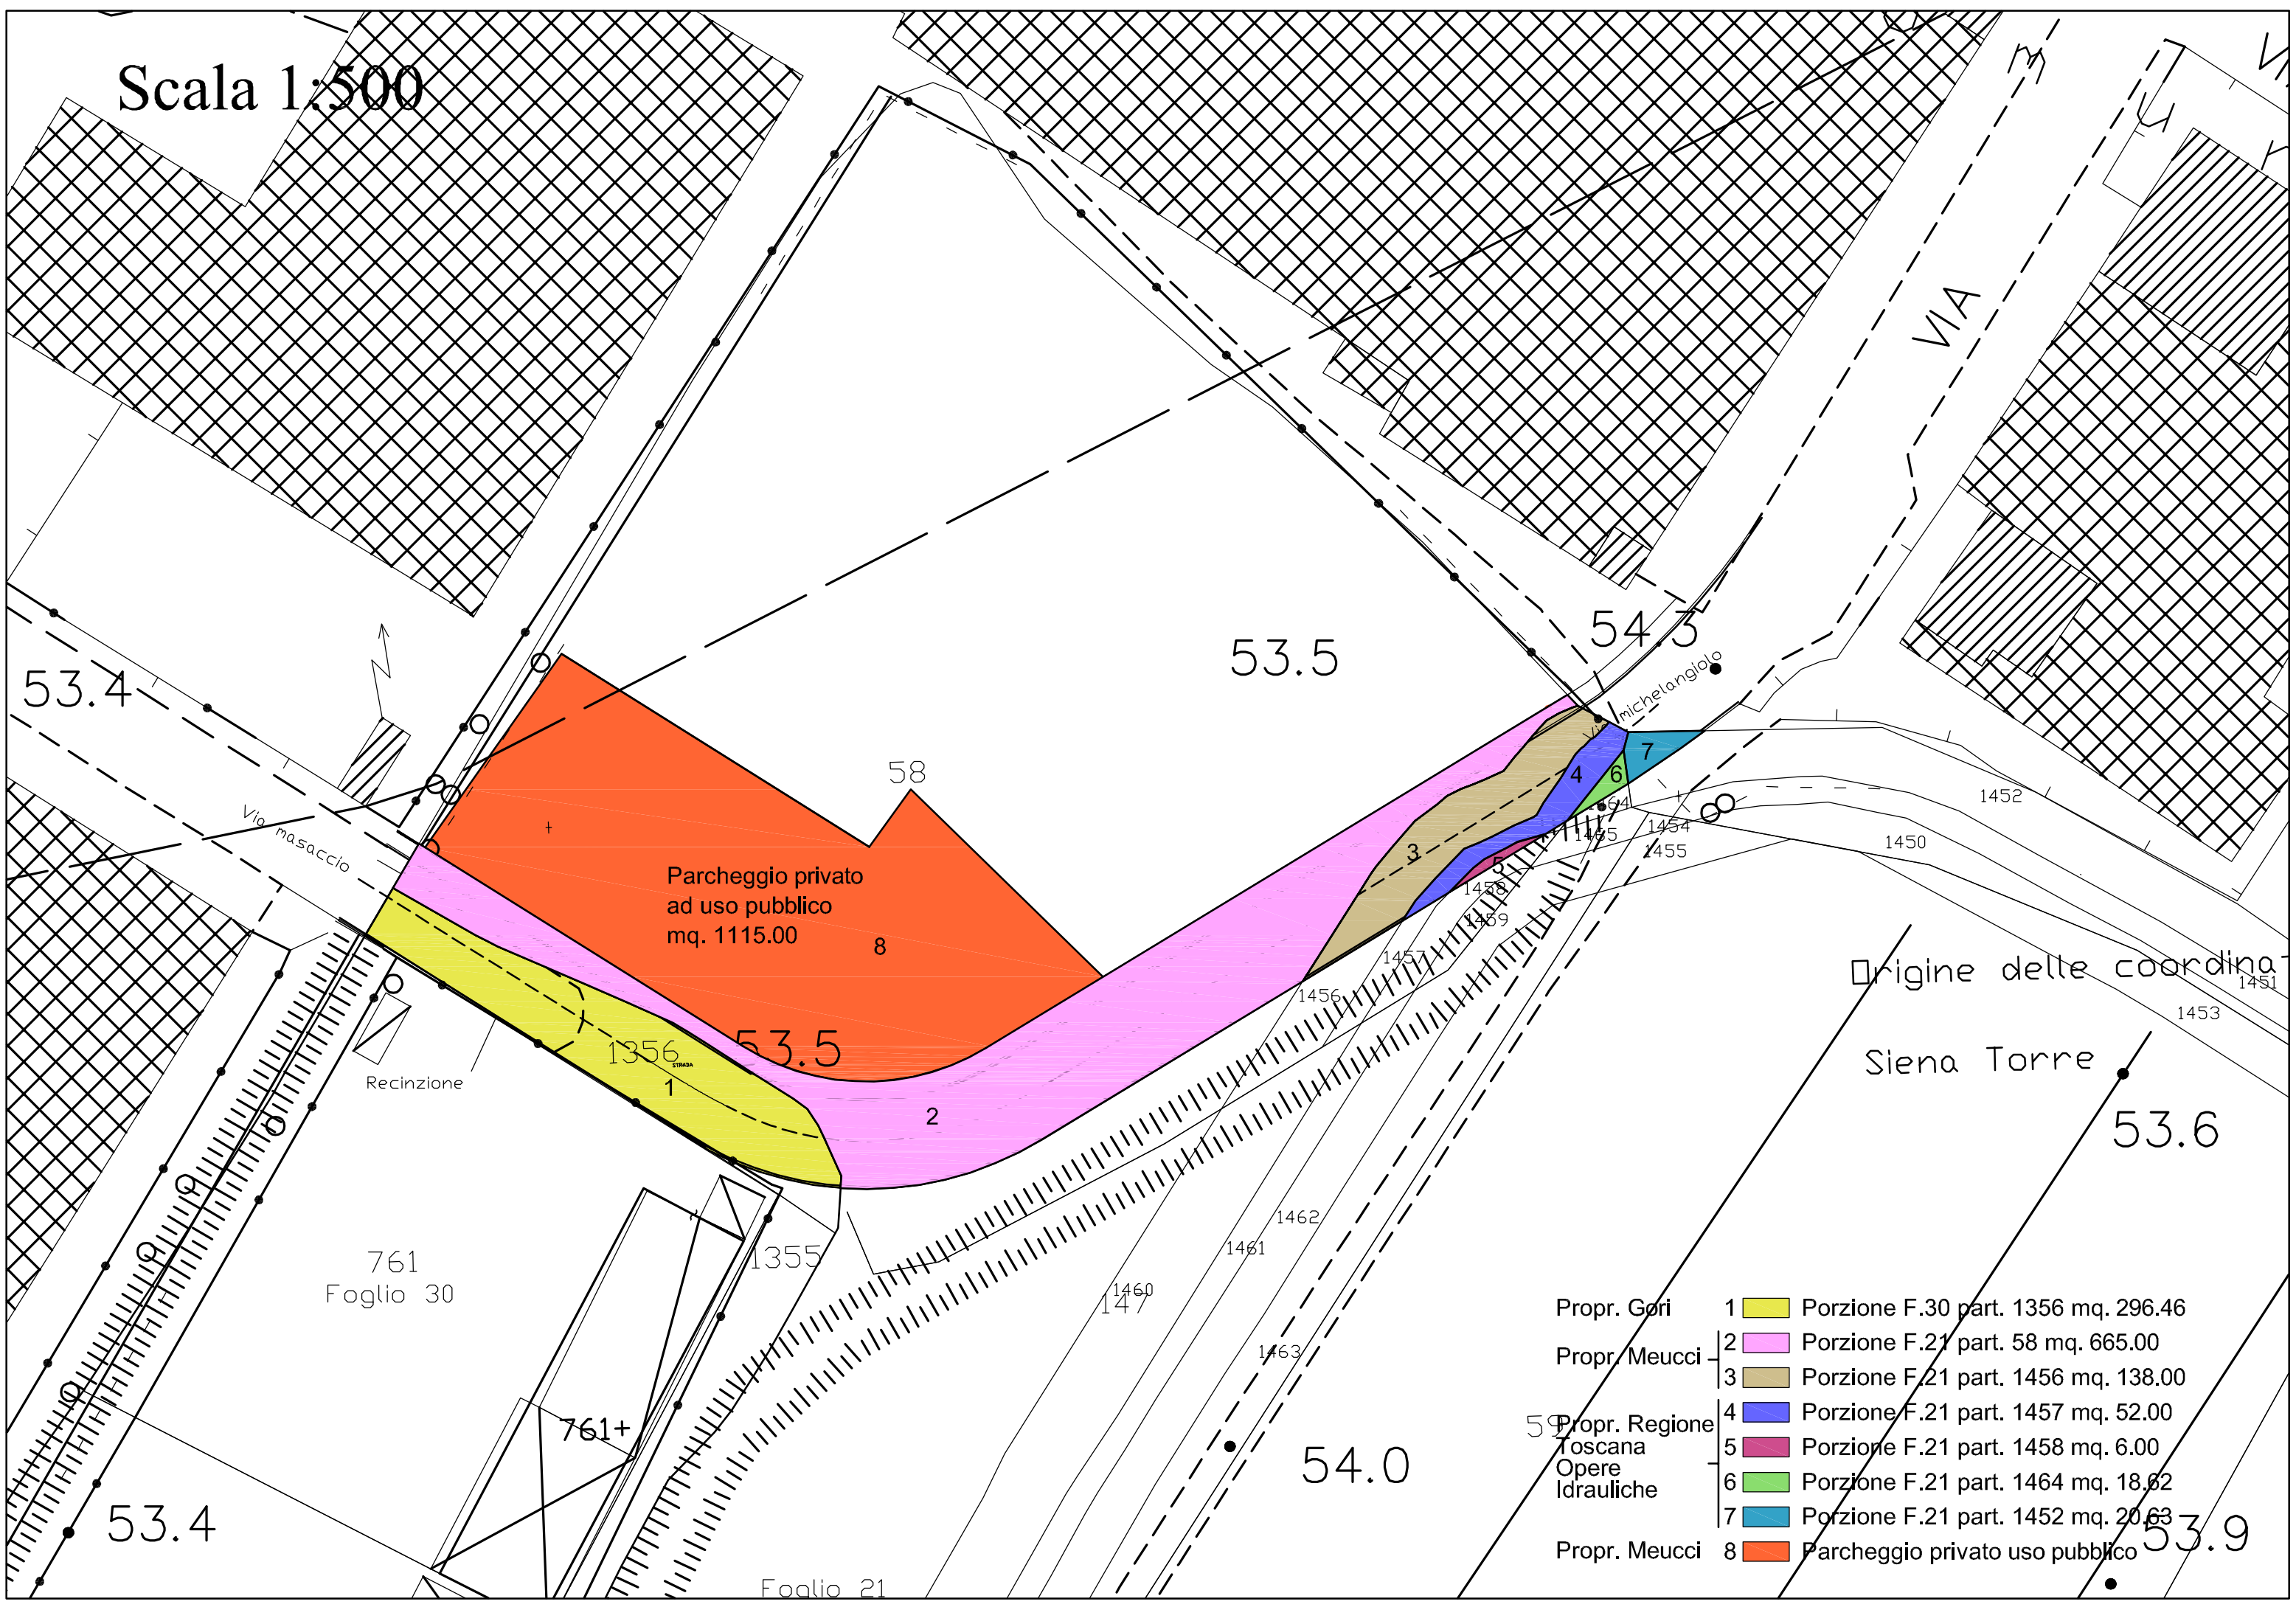 Scala 1:500
VIA
54.3
53.5
Via michelangiolo
53.4
58
Via masaccio
7
6
4
3
5
1464
1465
1454
1455
1452
1450
1451
1453
1458
1459
1457
1456
Parcheggio privato
ad uso pubblico
mq. 1115.00
8
Origine delle coordina
Siena Torre
53.5
1356
STRADA
1
2
Recinzione
53.6
761
Foglio 30
1355
1462
1461
1460
147
1463
761+
59
54.0
53.4
53.9
Foglio 21
Propr. Gori 1 Porzione F.30 part. 1356 mq. 296.46
Propr. Meucci
2 Porzione F.21 part. 58 mq. 665.00
3 Porzione F.21 part. 1456 mq. 138.00
Propr. Regione
Toscana
Opere
Idrauliche
4 Porzione F.21 part. 1457 mq. 52.00
5 Porzione F.21 part. 1458 mq. 6.00
6 Porzione F.21 part. 1464 mq. 18.62
7 Porzione F.21 part. 1452 mq. 20.63
Propr. Meucci 8 Parcheggio privato uso pubblico